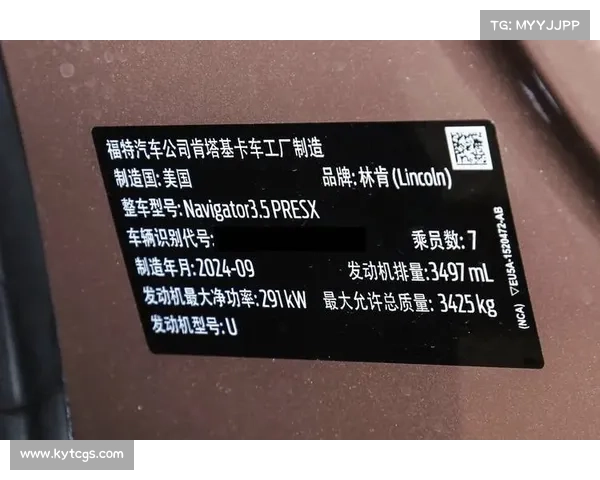 TG: MYYJJPP
福特汽车公司肯塔基卡车工厂制造
制造国: 美国 品牌: 林肯 (Lincoln)
整车型号: Navigator3.5 PRESX
车辆识别代号: 乘员数: 7
制造年月: 2024-09 发动机排量: 3497 mL
发动机最大净功率: 291 kW 最大允许总质量: 3425 kg
发动机型号: U
(NCA) ▽EU5A-1520472-AB
www.kytcgs.com